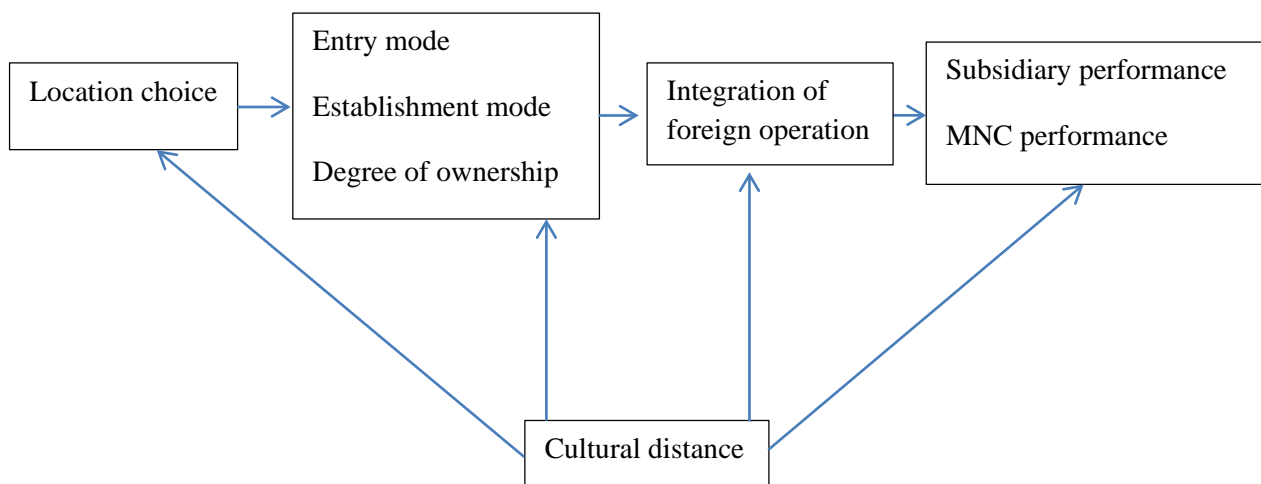 Location choice
Entry mode
Establishment mode
Degree of ownership
Integration of
foreign operation
Subsidiary performance
MNC performance
Cultural distance